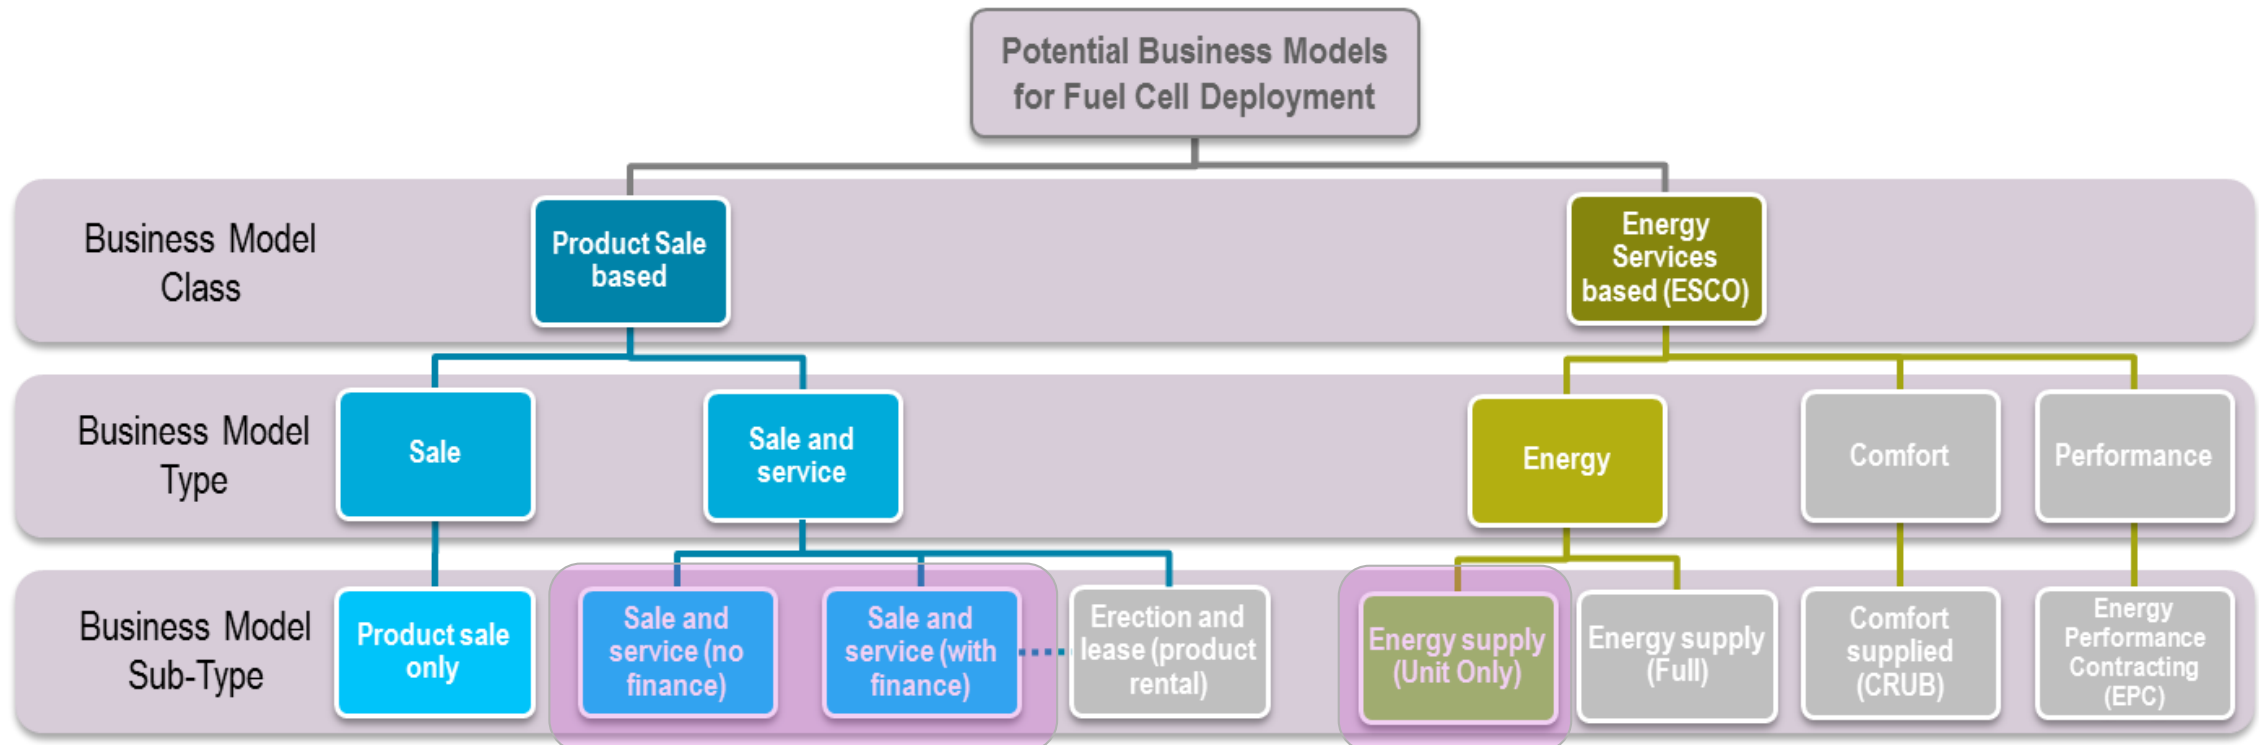 Potential Business Models
for Fuel Cell Deployment
Business Model
Class
Product Sale
based
Energy
Services
based (ESCO)
Business Model
Type
Sale
Sale and
service
Energy
Comfort
Performance
Business Model
Sub-Type
Product sale
only
Sale and
service (no
finance)
Sale and
service (with
finance)
Erection and
lease (product
rental)
Energy supply
(Unit Only)
Energy supply
(Full)
Comfort
supplied
(CRUB)
Energy
Performance
Contracting
(EPC)